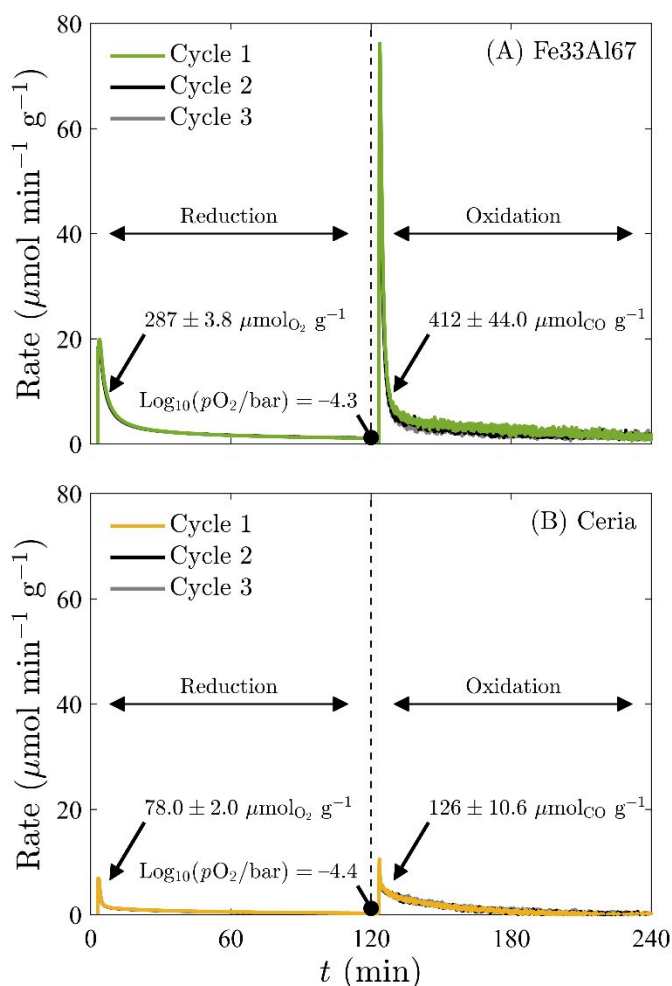 80
60
40
20
0
Rate (μmol min⁻¹ g⁻¹)
Cycle 1
Cycle 2
Cycle 3
(A) Fe33Al67
Reduction
Oxidation
287 ± 3.8 μmol_O₂ g⁻¹
412 ± 44.0 μmol_CO g⁻¹
Log₁₀(pO₂/bar) = –4.3
80
60
40
20
0
Rate (μmol min⁻¹ g⁻¹)
Cycle 1
Cycle 2
Cycle 3
(B) Ceria
Reduction
Oxidation
78.0 ± 2.0 μmol_O₂ g⁻¹
126 ± 10.6 μmol_CO g⁻¹
Log₁₀(pO₂/bar) = –4.4
0 60 120 180 240
t (min)